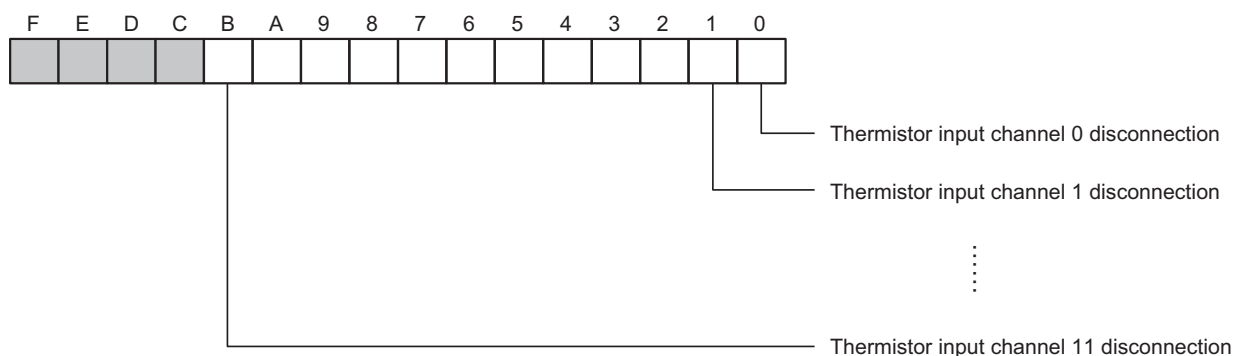 F E D C B A 9 8 7 6 5 4 3 2 1 0
Thermistor input channel 0 disconnection
Thermistor input channel 1 disconnection
Thermistor input channel 11 disconnection